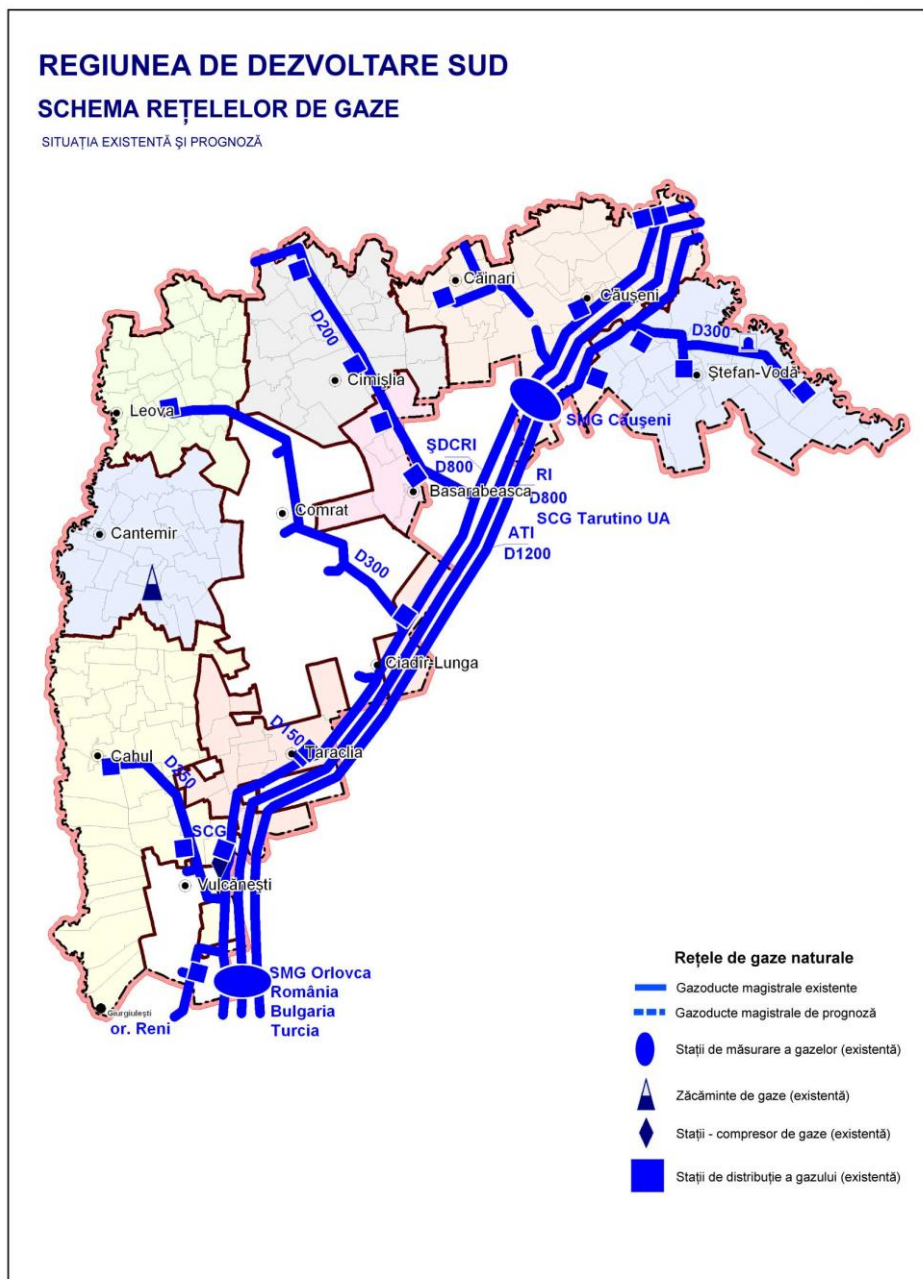 REGIUNEA DE DEZVOLTARE SUD
SCHEMA REȚELELOR DE GAZE
SITUAȚIA EXISTENTĂ ŞI PROGNOZĂ
Căinari
Căușeni
D200
D300
Cimișlia
Ștefan-Vodă
Leova
SMG Căușeni
ŞDCRI
D800
RI
D800
Basarabeasca
Comrat
SCG Tarutino UA
Cantemir
ATI
D1200
D300
Ciadîr-Lunga
D150
Taraclia
Cahul
D250
SCG
Vulcănești
SMG Orlovca
România
Bulgaria
Turcia
Giurgiulești
or. Reni
Rețele de gaze naturale
Gazoducte magistrale existente
Gazoducte magistrale de prognoză
Stații de măsurare a gazelor (existentă)
Zăcăminte de gaze (existentă)
Stații - compresor de gaze (existentă)
Stații de distribuție a gazului (existentă)